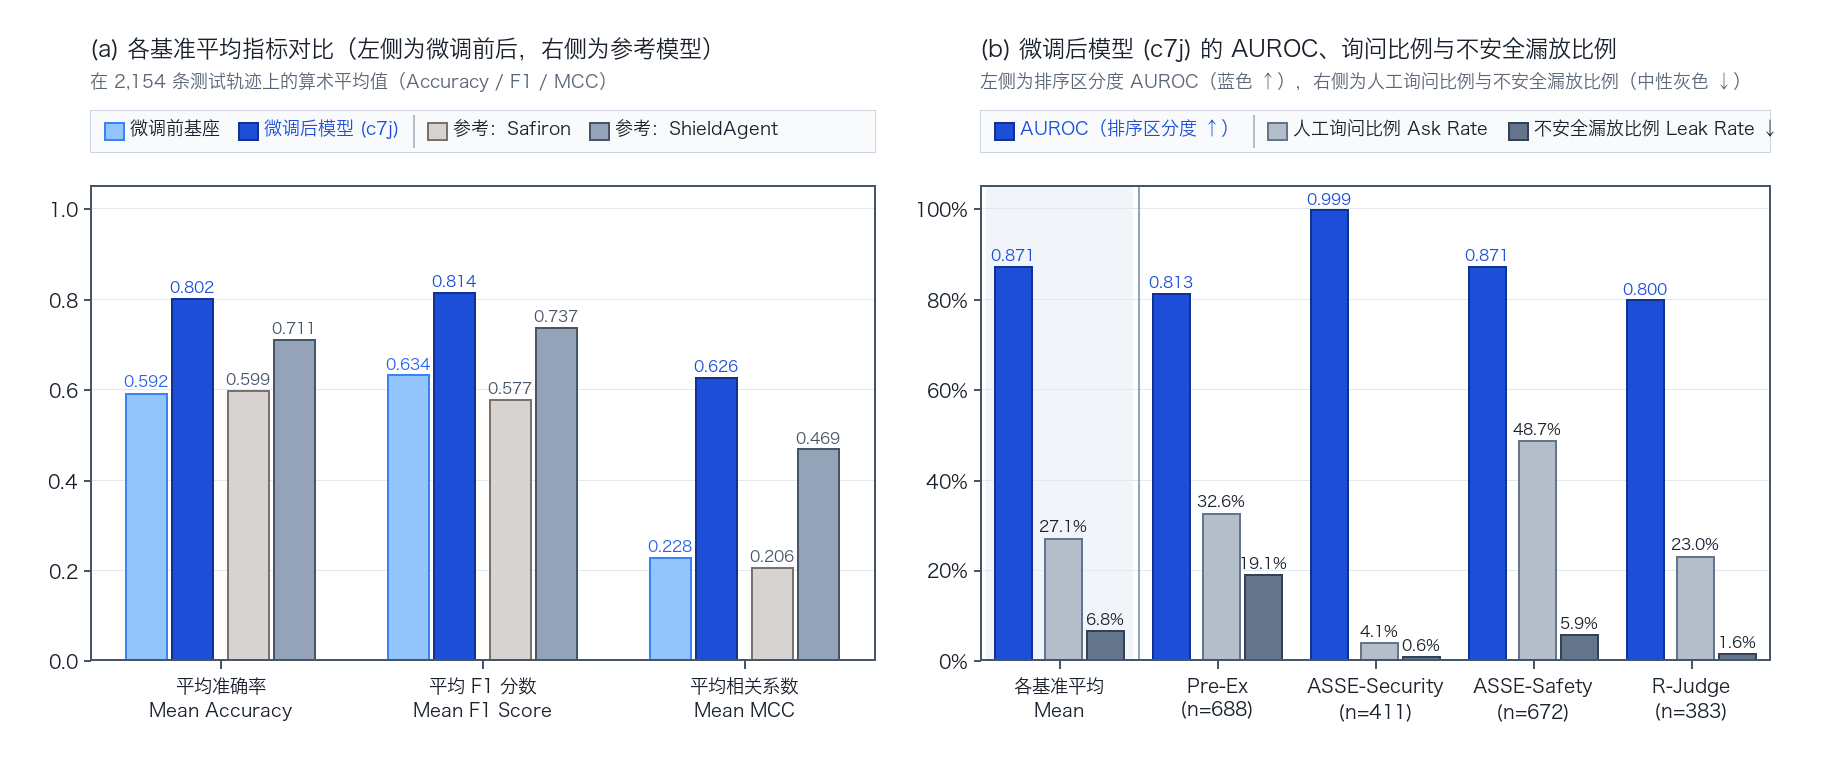 (a) 各基准平均指标对比（左侧为微调前后，右侧为参考模型）
在 2,154 条测试轨迹上的算术平均值（Accuracy / F1 / MCC）
微调前基座
微调后模型 (c7j)
参考：Safiron
参考：ShieldAgent
1.0
0.8
0.6
0.4
0.2
0.0
0.592
0.802
0.599
0.711
0.634
0.814
0.577
0.737
0.228
0.626
0.206
0.469
平均准确率
Mean Accuracy
平均 F1 分数
Mean F1 Score
平均相关系数
Mean MCC
(b) 微调后模型 (c7j) 的 AUROC、询问比例与不安全漏放比例
左侧为排序区分度 AUROC（蓝色 ↑），右侧为人工询问比例与不安全漏放比例（中性灰色 ↓）
AUROC（排序区分度 ↑）
人工询问比例 Ask Rate
不安全漏放比例 Leak Rate ↓
100%
80%
60%
40%
20%
0%
0.871
27.1%
6.8%
0.813
32.6%
19.1%
0.999
4.1%
0.6%
0.871
48.7%
5.9%
0.800
23.0%
1.6%
各基准平均
Mean
Pre-Ex
(n=688)
ASSE-Security
(n=411)
ASSE-Safety
(n=672)
R-Judge
(n=383)